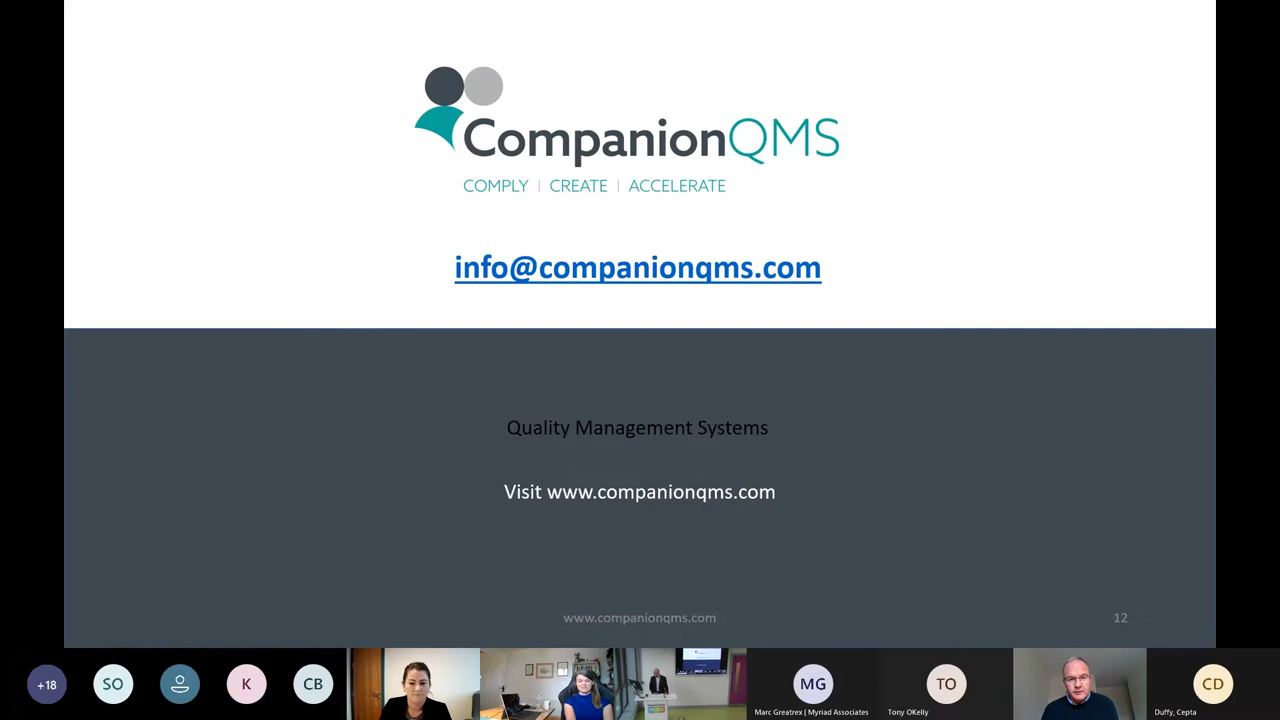 CompanionQMS
COMPLY | CREATE | ACCELERATE
info@companionqms.com
Quality Management Systems
Visit www.companionqms.com
www.companionqms.com
12
+18
SO
K
CB
MG
TO
CD
Marc Greatrex | Myriad Associates
Tony OKelly
Duffy, Cepta